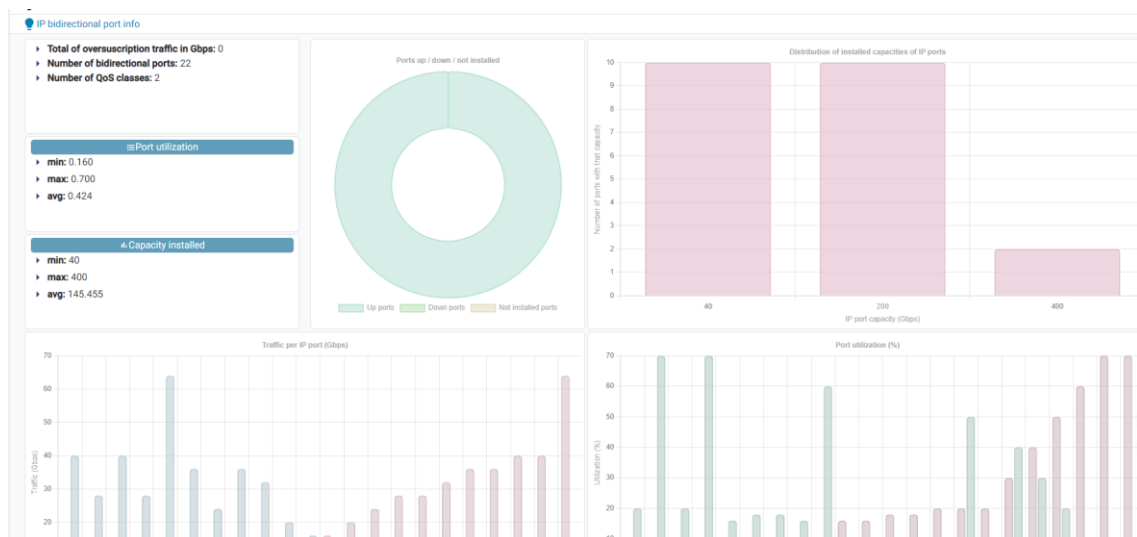 IP bidirectional port info
Total of oversuscription traffic in Gbps: 0
Number of bidirectional ports: 22
Number of QoS classes: 2
Port utilization
min: 0.160
max: 0.700
avg: 0.424
Capacity installed
min: 40
max: 400
avg: 145.455
Ports up / down / not installed
Up ports
Down ports
Not installed ports
Distribution of installed capacities of IP ports
Number of ports with that capacity
10
9
8
7
6
5
4
3
2
1
0
40
200
400
IP port capacity (Gbps)
Traffic per IP port (Gbps)
Traffic (Gbps)
70
60
50
40
30
20
Port utilization (%)
Utilization (%)
70
60
50
40
30
20